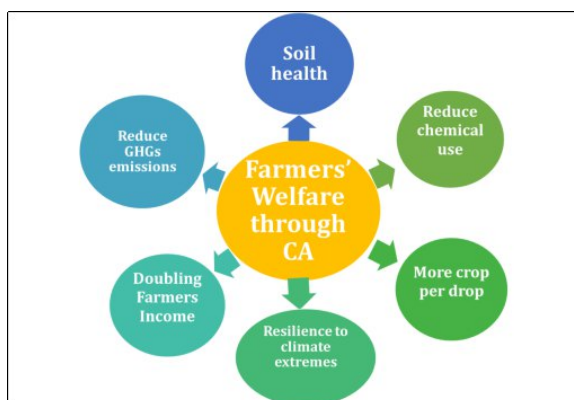 Soil
health
Reduce
chemical
use
More crop
per drop
Resilience to
climate
extremes
Doubling
Farmers
Income
Reduce
GHGs
emissions
Farmers'
Welfare
through
CA